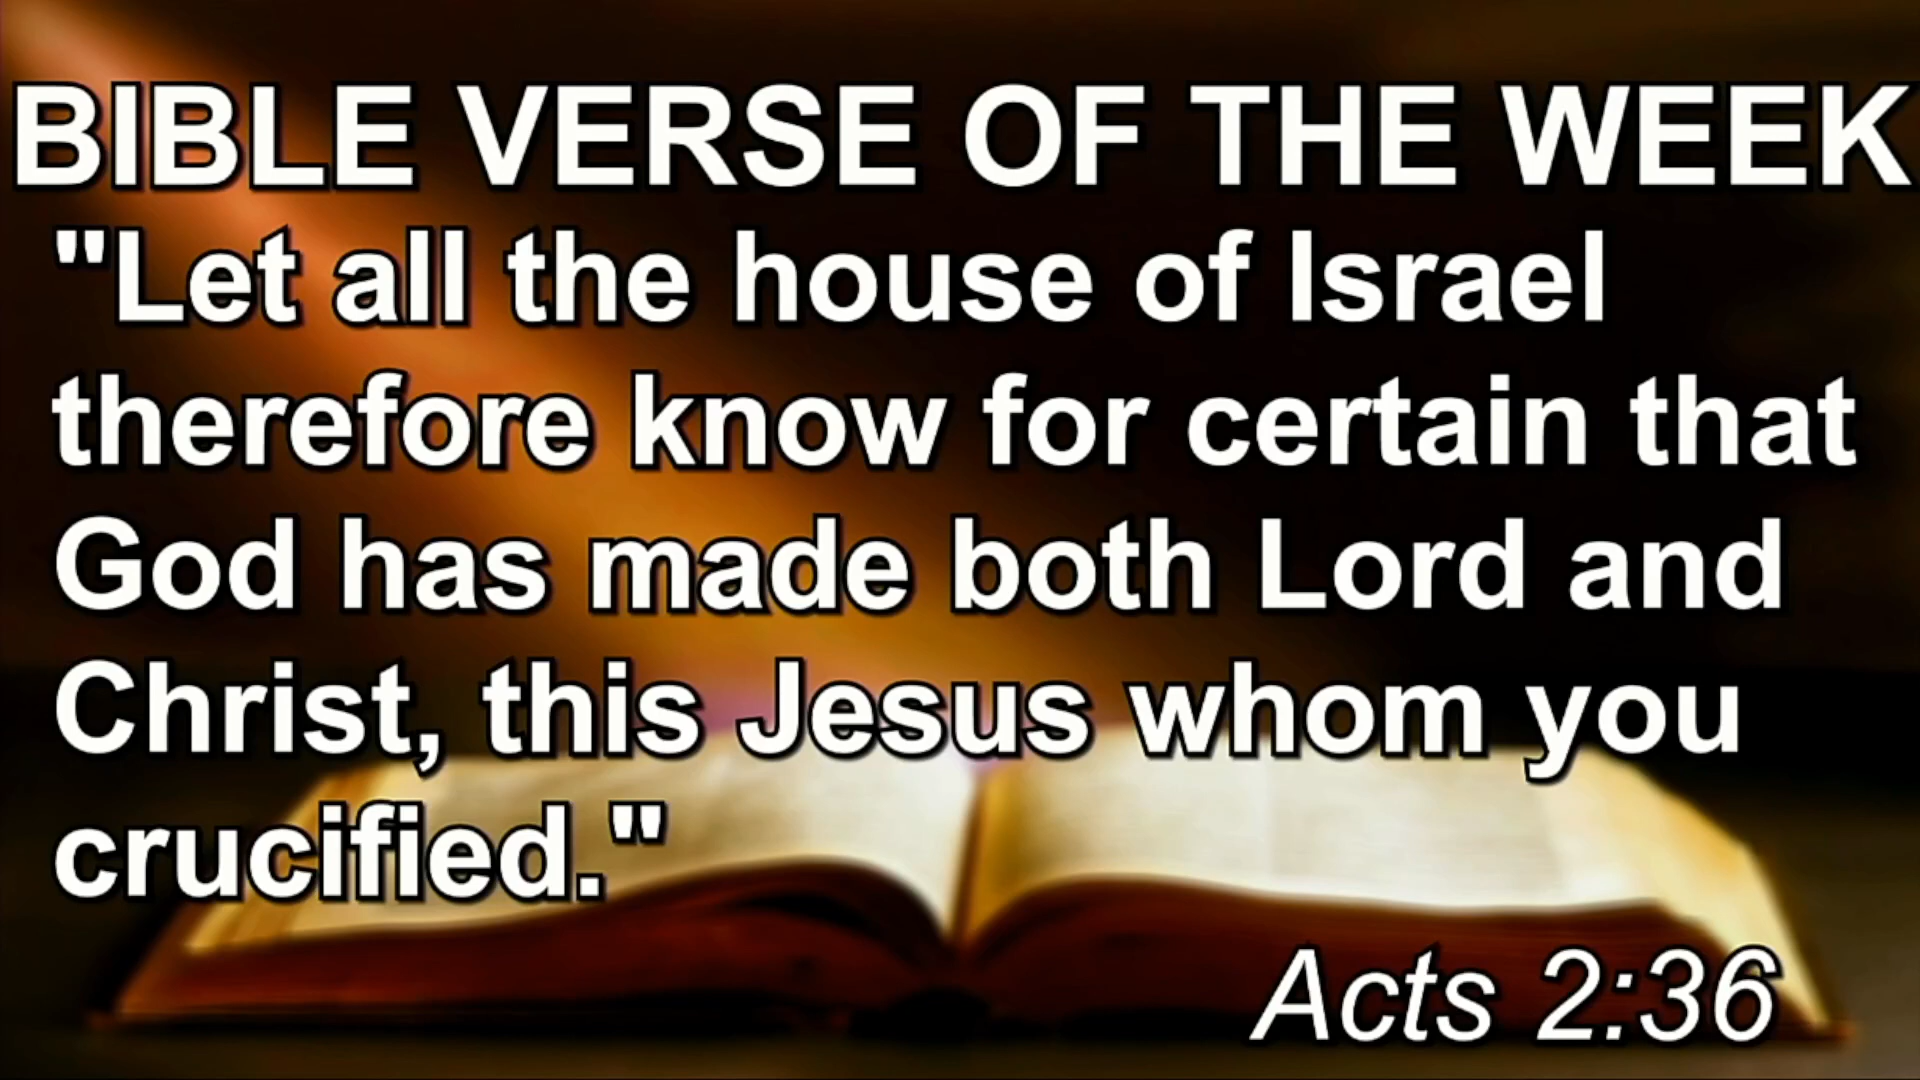 BIBLE VERSE OF THE WEEK
"Let all the house of Israel
therefore know for certain that
God has made both Lord and
Christ, this Jesus whom you
crucified."
Acts 2:36